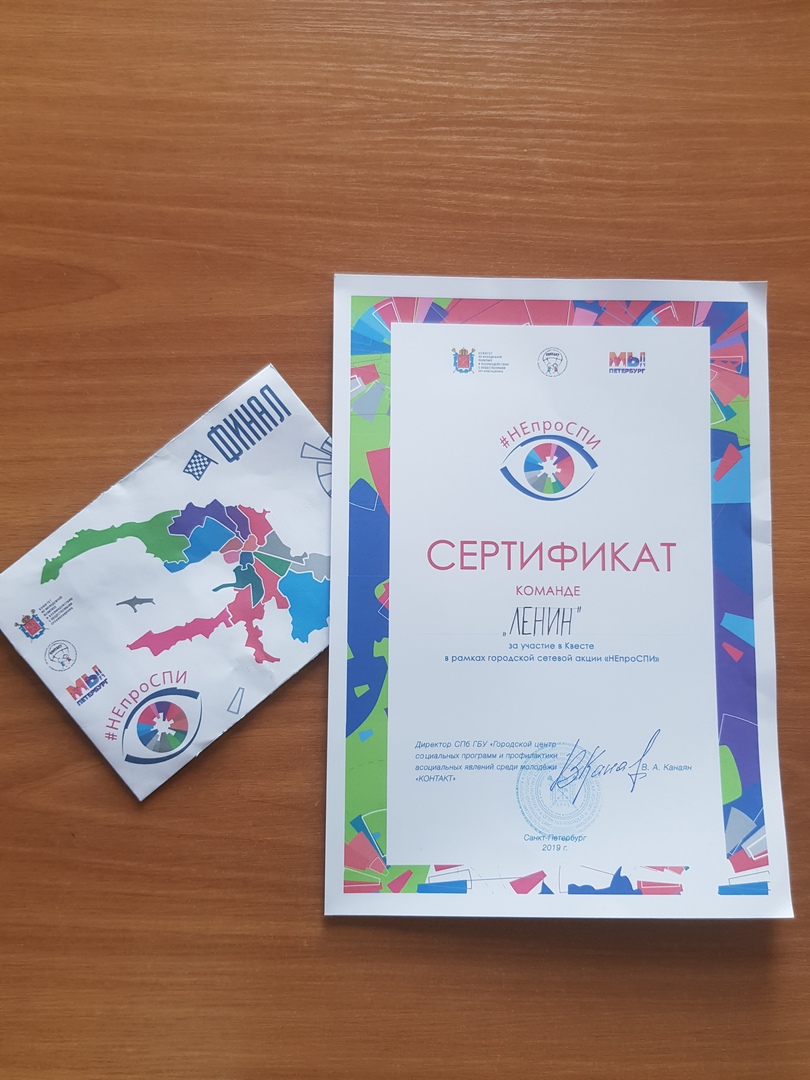 ФИНАЛ
МЫ
ПЕТЕРБУРГ
#НЕпроСПИ
КОНТАКТ
МЫ
ПЕТЕРБУРГ
#НЕпроСПИ
СЕРТИФИКАТ
КОМАНДЕ
„ЛЕНИН"
за участие в Квесте
в рамках городской сетевой акции «НЕпроСПИ»
Директор СПб ГБУ «Городской центр
социальных программ и профилактики
асоциальных явлений среди молодёжи
«КОНТАКТ»
В. А. Канаян
Санкт-Петербург
2019 г.